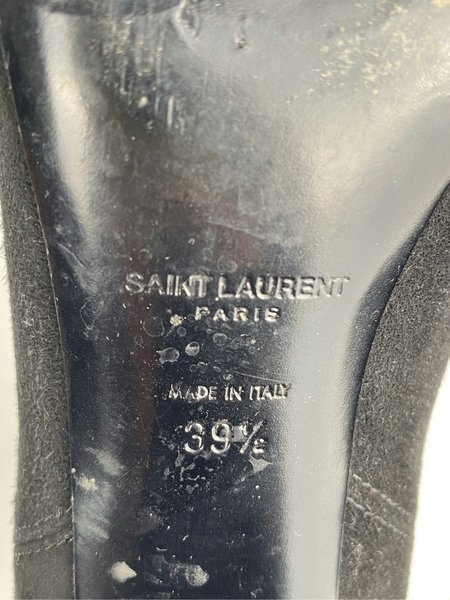 SAINT LAURENT
PARIS
MADE IN ITALY
39½